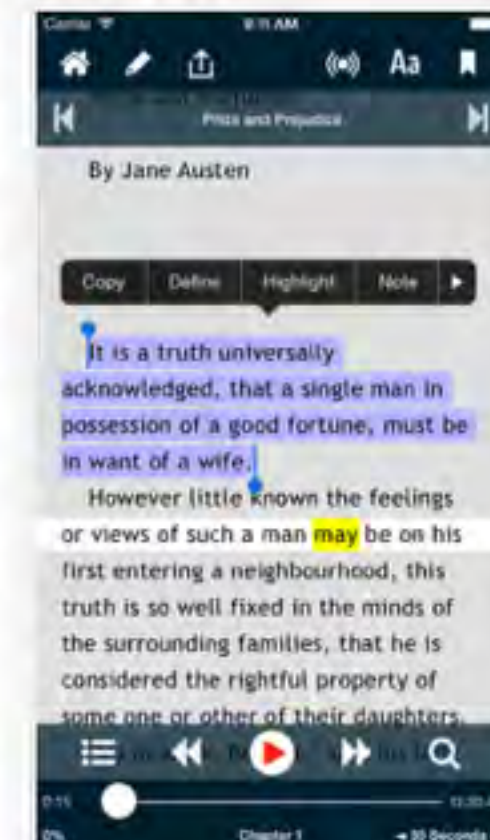 Carrier 9:11 AM
Aa
Pride and Prejudice
By Jane Austen
Copy Define Highlight Note
It is a truth universally
acknowledged, that a single man in
possession of a good fortune, must be
in want of a wife.
However little known the feelings
or views of such a man may be on his
first entering a neighbourhood, this
truth is so well fixed in the minds of
the surrounding families, that he is
considered the rightful property of
some one or other of their daughters.
0:15
0% Chapter 1 30 Seconds